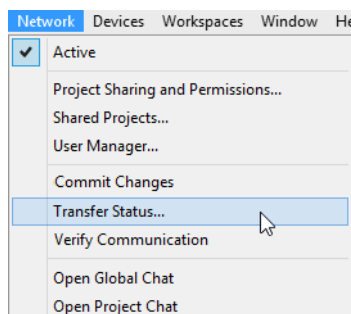 Network Devices Workspaces Window He
Active
Project Sharing and Permissions...
Shared Projects...
User Manager...
Commit Changes
Transfer Status...
Verify Communication
Open Global Chat
Open Project Chat